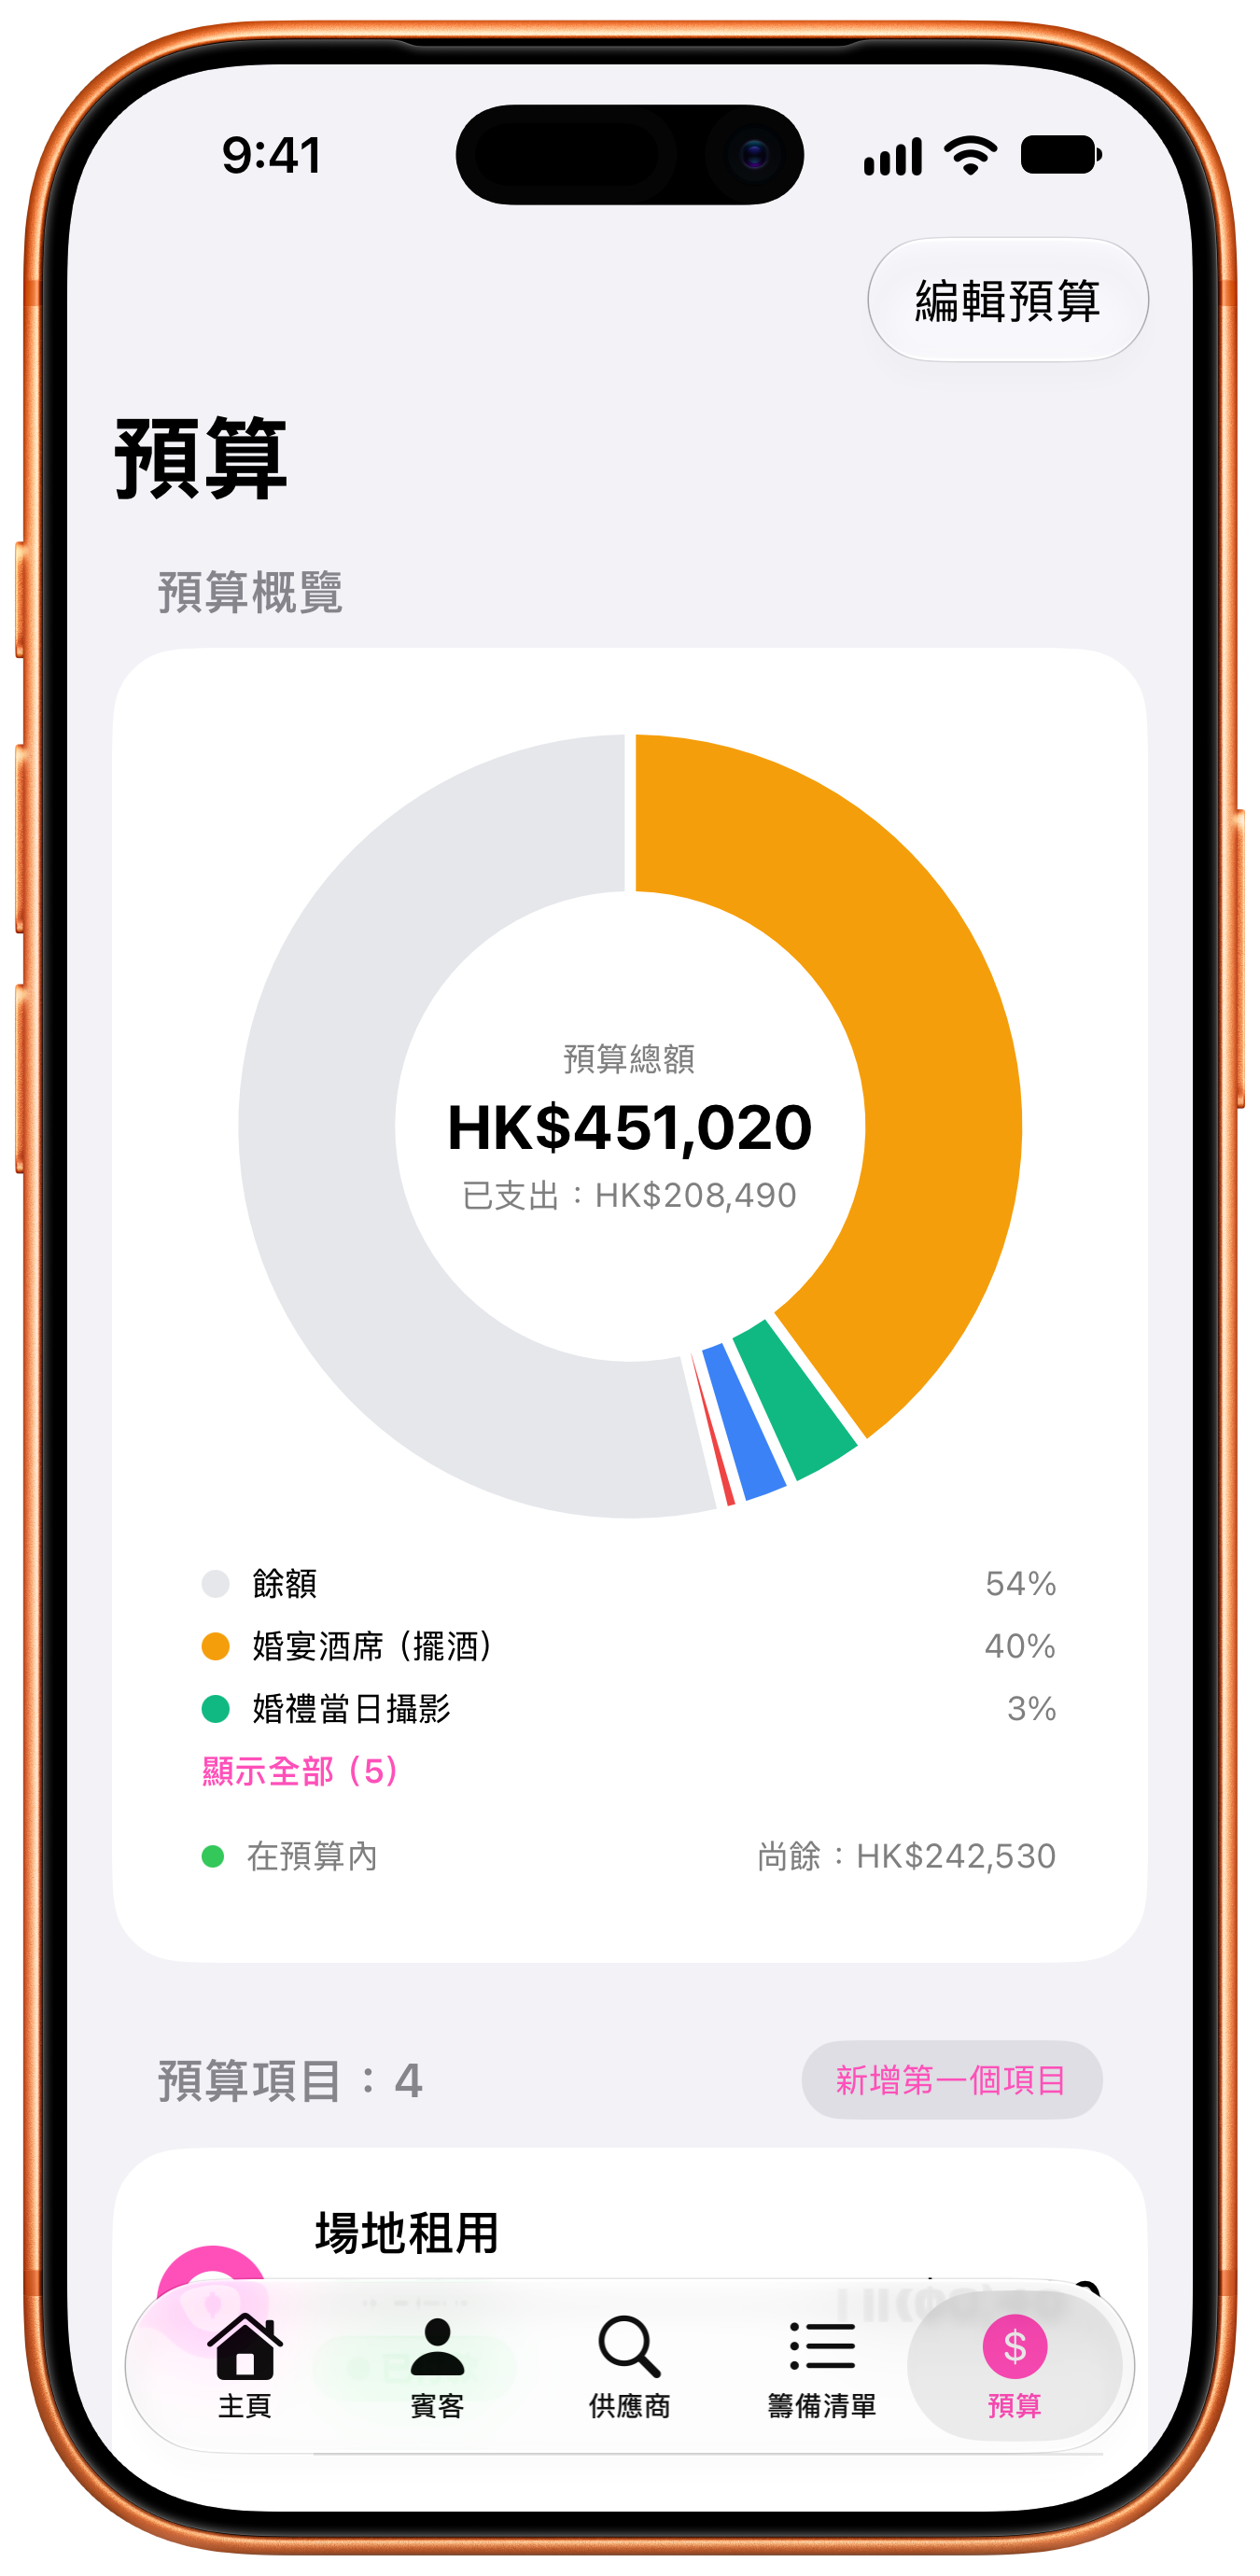 9:41
編輯預算
預算
預算概覽
預算總額
HK$451,020
已支出：HK$208,490
餘額 54%
婚宴酒席（擺酒） 40%
婚禮當日攝影 3%
顯示全部（5）
在預算內 尚餘：HK$242,530
預算項目：4 新增第一個項目
場地租用
主頁 賓客 供應商 籌備清單 預算